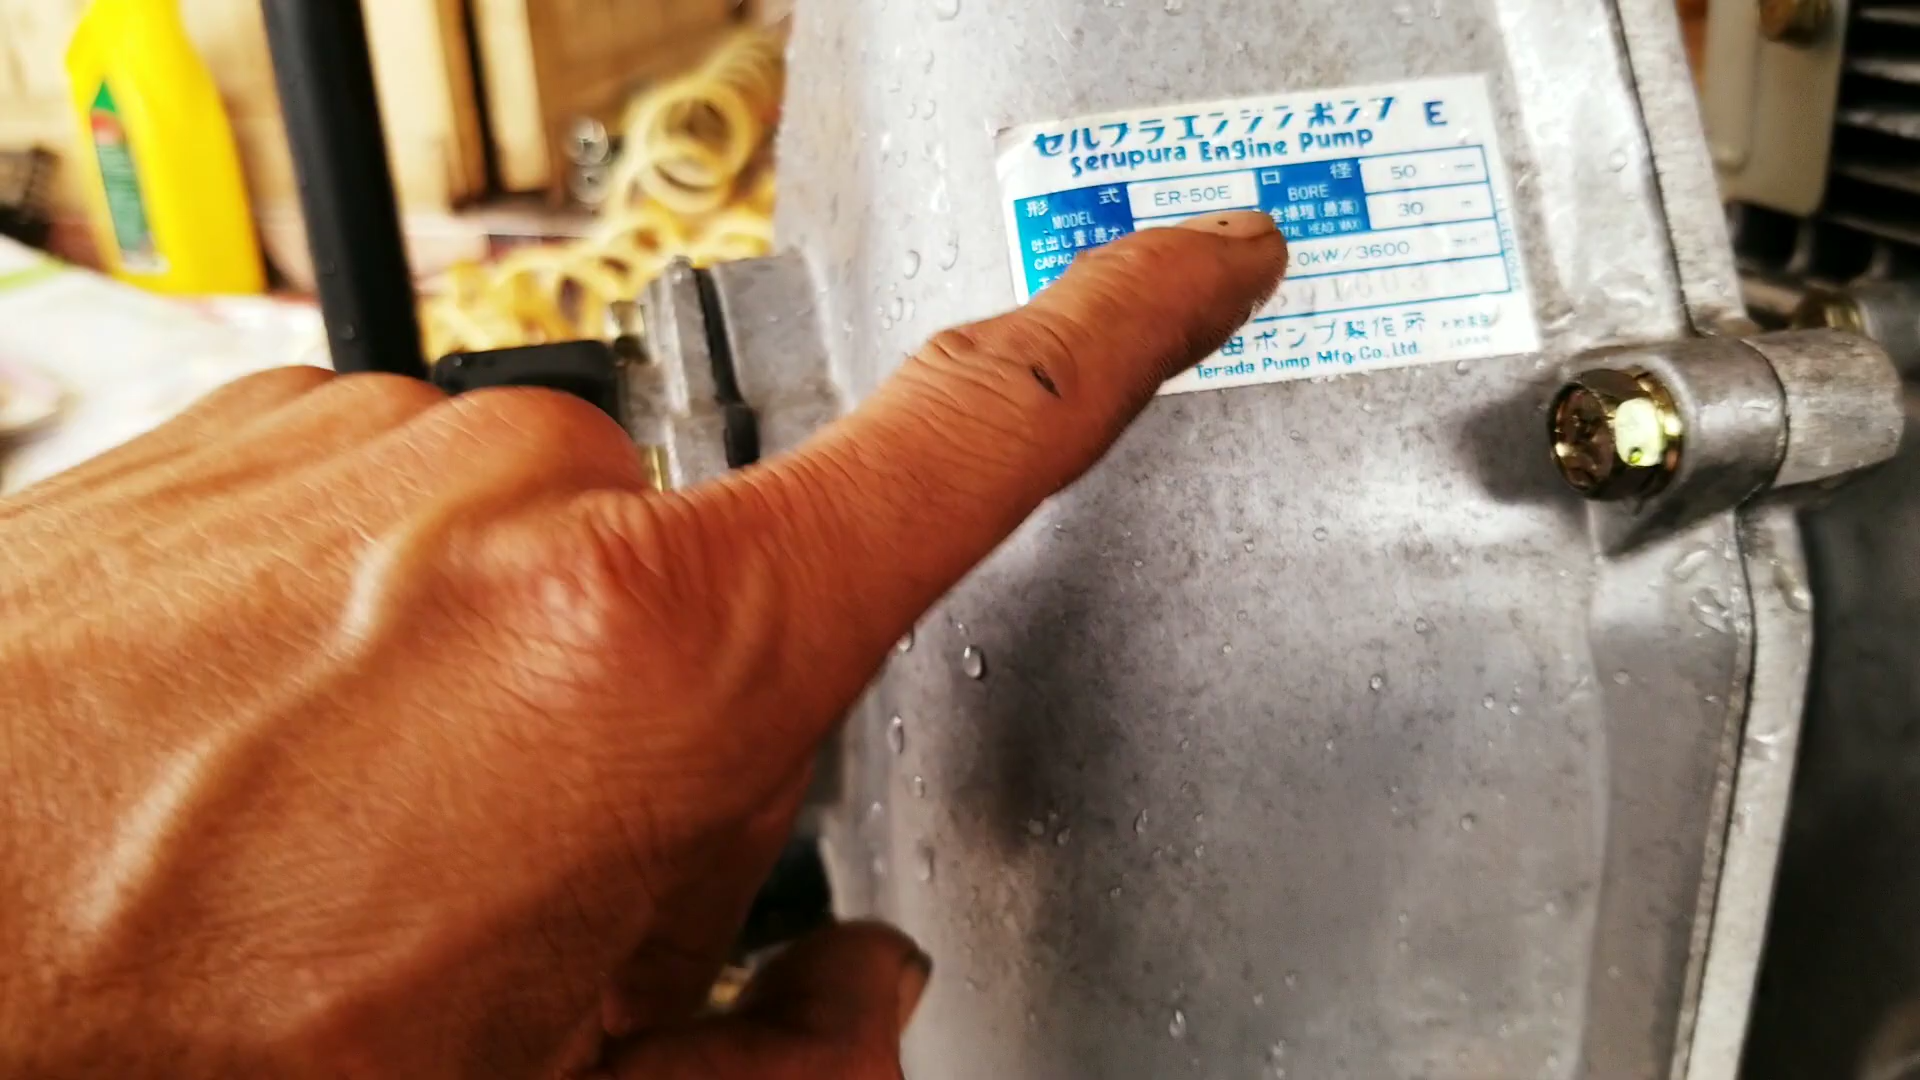 セルプラエンジンポンプ E
Serupura Engine Pump
形式 ER-50E 口径 50 mm
MODEL BORE
吐出し量(最大) 全揚程(最高) 30 m
TOTAL HEAD MAX)
0kW/3600
ポンプ製作所
JAPAN
Terada Pump Mfg.Co.,Ltd.